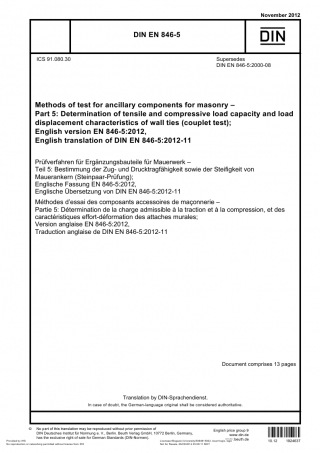 November 2012
DIN EN 846-5
DIN
ICS 91.080.30
Supersedes
DIN EN 846-5:2000-08
Methods of test for ancillary components for masonry –
Part 5: Determination of tensile and compressive load capacity and load
displacement characteristics of wall ties (couplet test);
English version EN 846-5:2012,
English translation of DIN EN 846-5:2012-11
Prüfverfahren für Ergänzungsbauteile für Mauerwerk –
Teil 5: Bestimmung der Zug- und Drucktragfähigkeit sowie der Steifigkeit von
Mauerankern (Steinpaar-Prüfung);
Englische Fassung EN 846-5:2012,
Englische Übersetzung von DIN EN 846-5:2012-11
Méthodes d'essai des composants accessoires de maçonnerie –
Partie 5: Détermination de la charge admissible à la traction et à la compression, et des
caractéristiques effort-déformation des attaches murales;
Version anglaise EN 846-5:2012,
Traduction anglaise de DIN EN 846-5:2012-11
Document comprises 13 pages
Translation by DIN-Sprachendienst.
In case of doubt, the German-language original shall be considered authoritative.
© No part of this translation may be reproduced without prior permission of
DIN Deutsches Institut für Normung e. V., Berlin. Beuth Verlag GmbH, 10772 Berlin, Germany,
has the exclusive right of sale for German Standards (DIN-Normen).
English price group 9
www.din.de
www.beuth.de